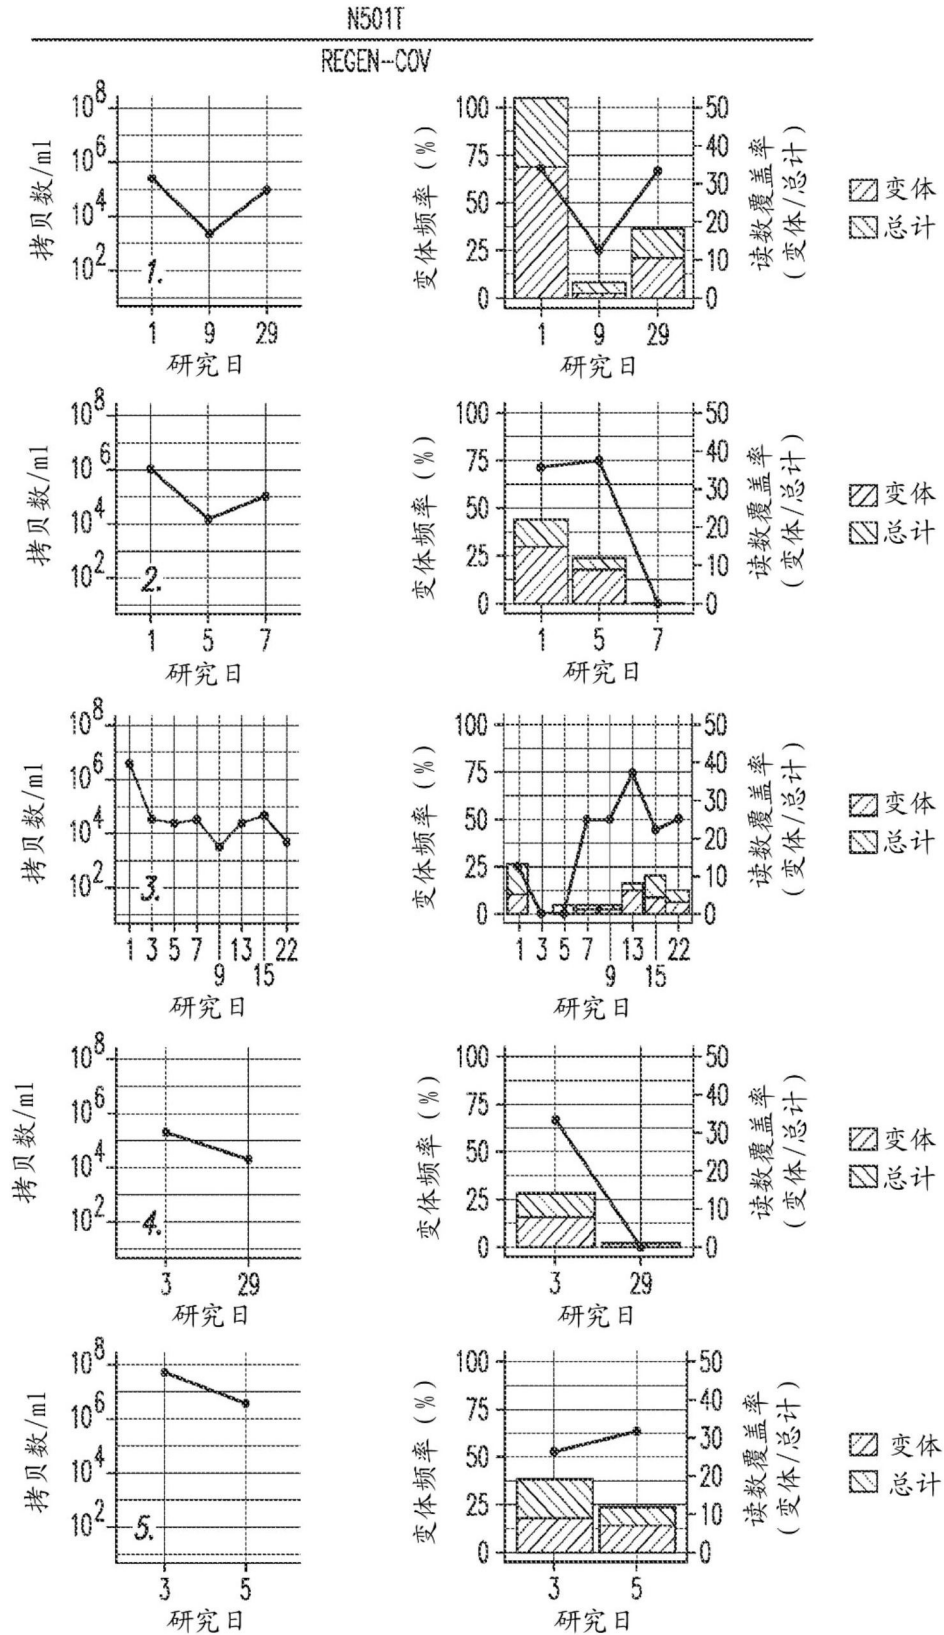 N501T
REGEN--COV
拷贝数/ml
10^8
10^6
10^4
10^2
1.
1 9 29
研究日
变体频率 (%)
100
75
50
25
0
50
40
30
20
10
0
读数覆盖率
(变体/总计)
1 9 29
研究日
变体
总计
拷贝数/ml
10^8
10^6
10^4
10^2
2.
1 5 7
研究日
变体频率 (%)
100
75
50
25
0
50
40
30
20
10
0
读数覆盖率
(变体/总计)
1 5 7
研究日
变体
总计
拷贝数/ml
10^8
10^6
10^4
10^2
3.
1 3 5 7 9 13 15 22
研究日
变体频率 (%)
100
75
50
25
0
50
40
30
20
10
0
读数覆盖率
(变体/总计)
1 3 5 7 9 13 15 22
研究日
变体
总计
拷贝数/ml
10^8
10^6
10^4
10^2
4.
3 29
研究日
变体频率 (%)
100
75
50
25
0
50
40
30
20
10
0
读数覆盖率
(变体/总计)
3 29
研究日
变体
总计
拷贝数/ml
10^8
10^6
10^4
10^2
5.
3 5
研究日
变体频率 (%)
100
75
50
25
0
50
40
30
20
10
0
读数覆盖率
(变体/总计)
3 5
研究日
变体
总计